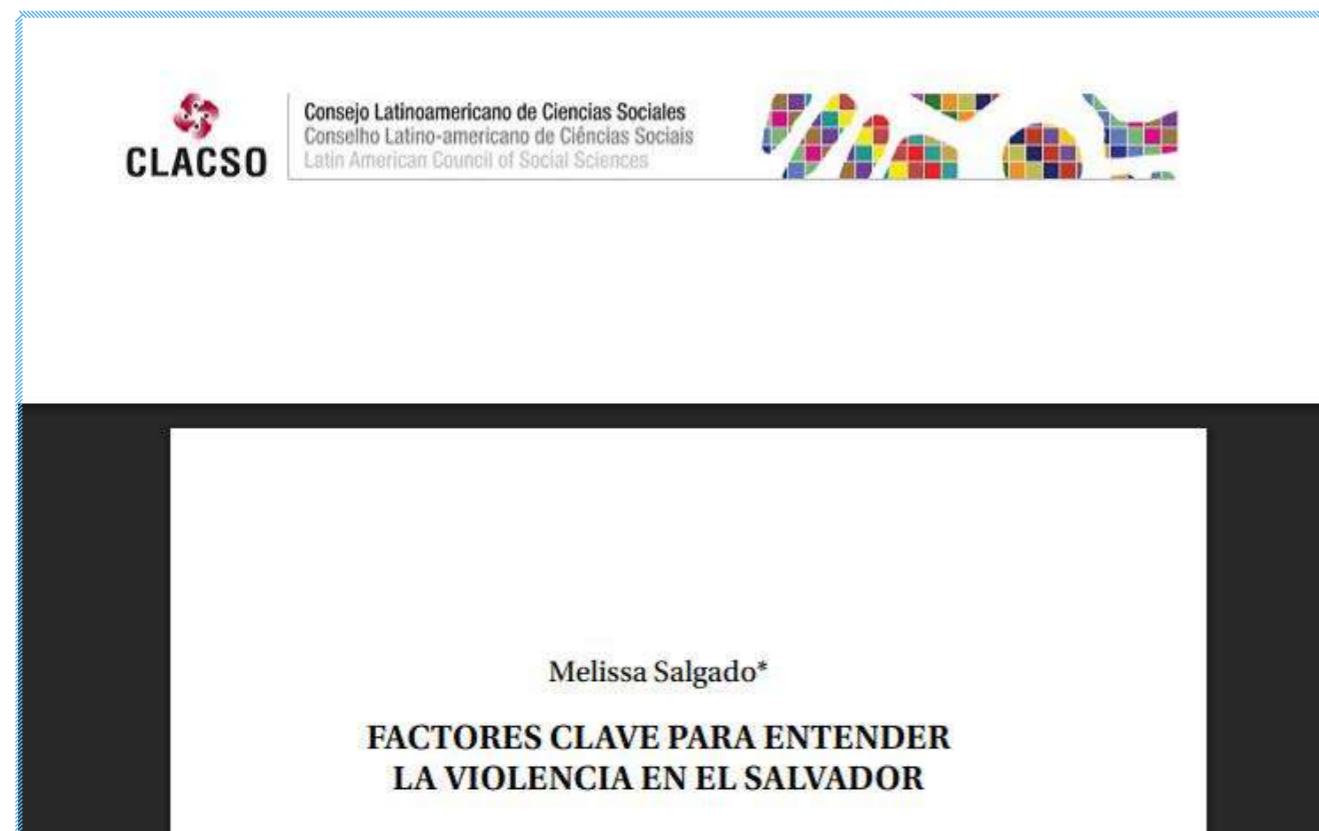 CLACSO
Consejo Latinoamericano de Ciencias Sociales
Conselho Latino-americano de Ciências Sociais
Latin American Council of Social Sciences
Melissa Salgado*
FACTORES CLAVE PARA ENTENDER
LA VIOLENCIA EN EL SALVADOR